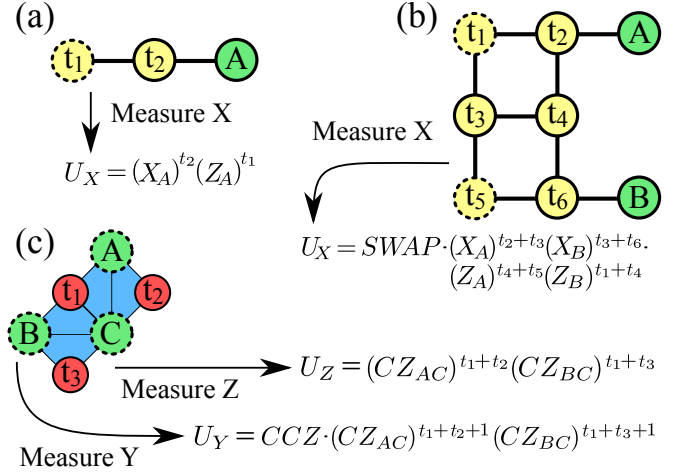 (a)
t₁ t₂ A
Measure X
U_X = (X_A)^{t₂}(Z_A)^{t₁}
(b)
t₁ t₂ A
t₃ t₄
t₅ t₆ B
Measure X
U_X = SWAP·(X_A)^{t₂+t₃}(X_B)^{t₃+t₆}·
(Z_A)^{t₄+t₅}(Z_B)^{t₁+t₄}
(c)
A
t₁ t₂
B C
t₃
Measure Z
U_Z = (CZ_{AC})^{t₁+t₂}(CZ_{BC})^{t₁+t₃}
Measure Y
U_Y = CCZ·(CZ_{AC})^{t₁+t₂+1}(CZ_{BC})^{t₁+t₃+1}